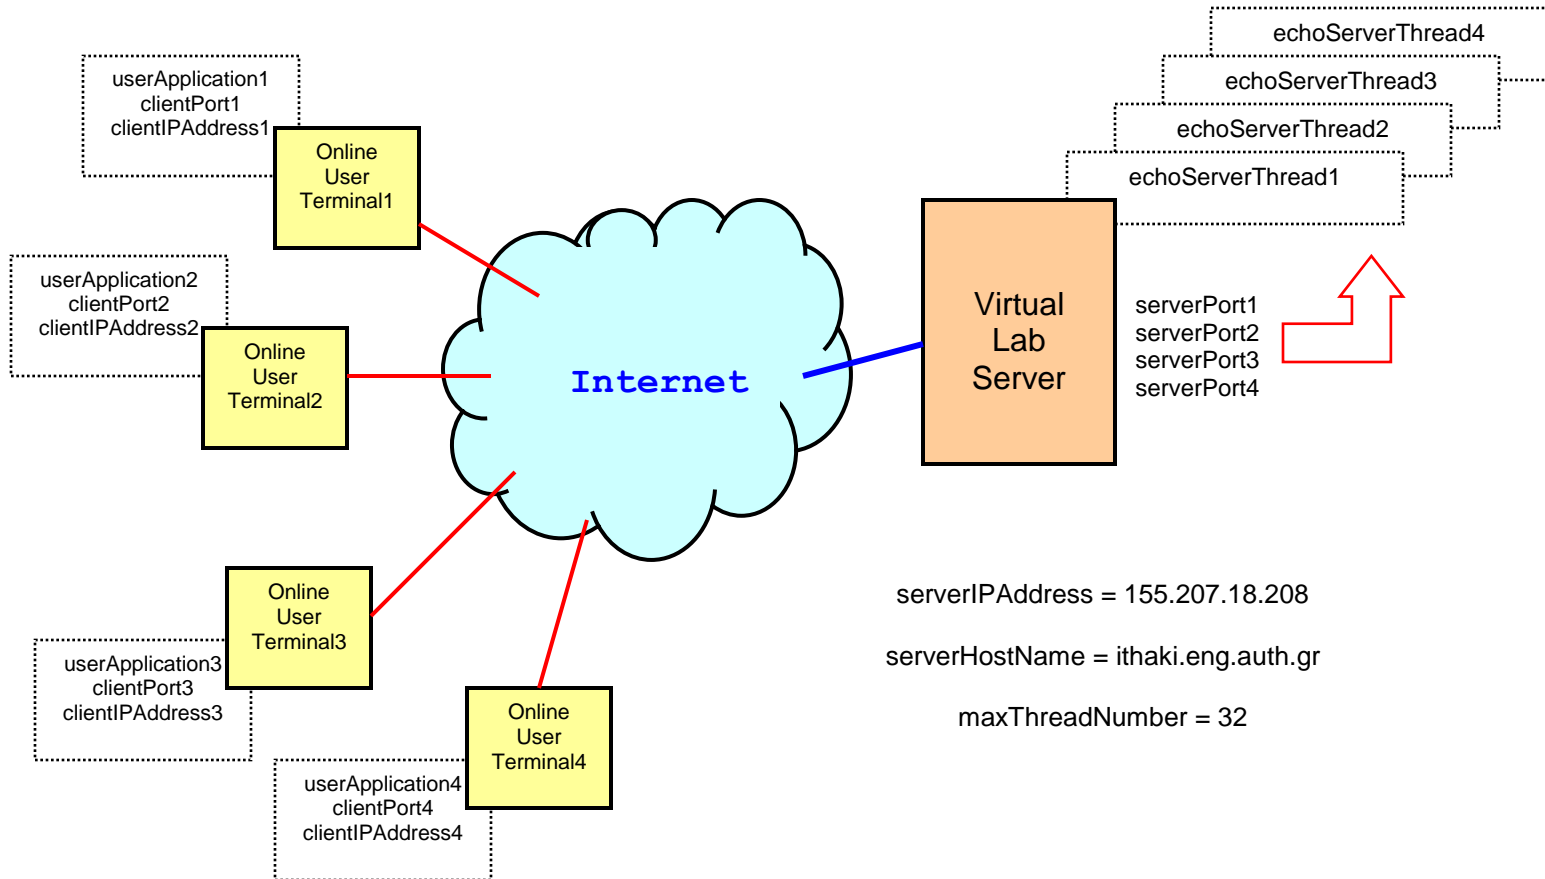 echoServerThread4
echoServerThread3
echoServerThread2
echoServerThread1
userApplication1
clientPort1
clientIPAddress1
Online
User
Terminal1
userApplication2
clientPort2
clientIPAddress2
Online
User
Terminal2
Internet
Virtual
Lab
Server
serverPort1
serverPort2
serverPort3
serverPort4
Online
User
Terminal3
userApplication3
clientPort3
clientIPAddress3
Online
User
Terminal4
userApplication4
clientPort4
clientIPAddress4
serverIPAddress = 155.207.18.208
serverHostName = ithaki.eng.auth.gr
maxThreadNumber = 32